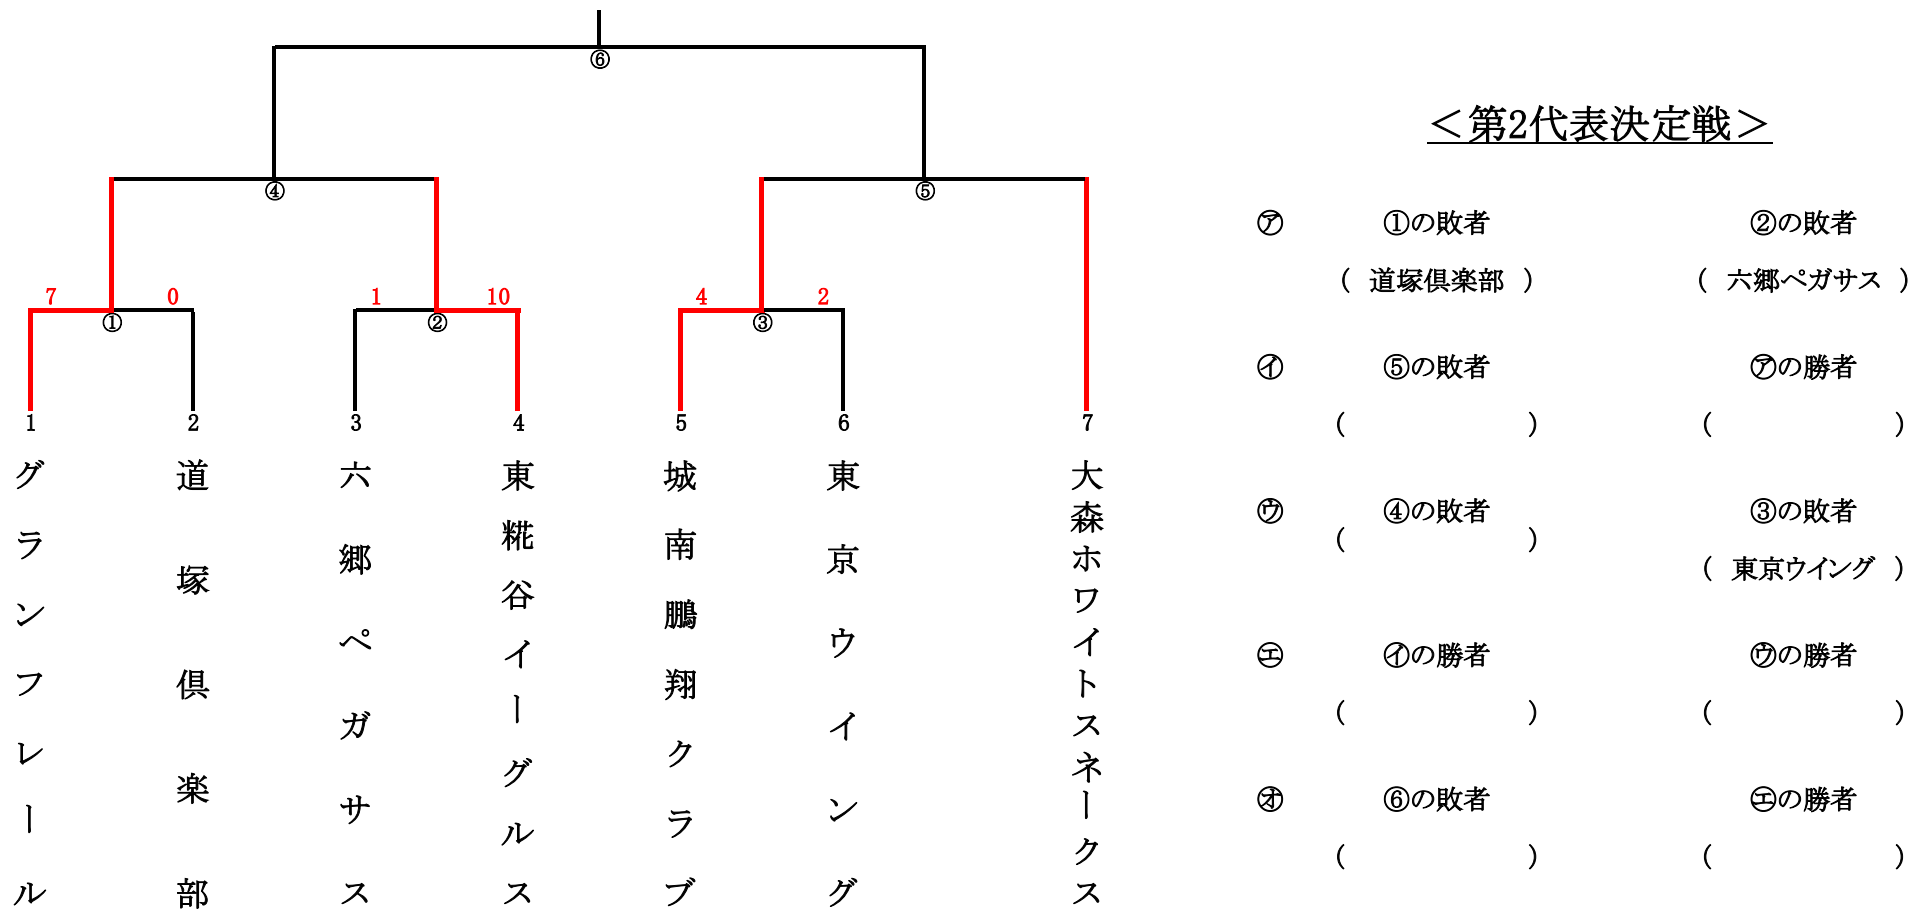 ⑥
④
⑤
7 0 1 10 4 2
① ② ③
1 2 3 4 5 6 7
グランフレール
道塚倶楽部
六郷ペガサス
東糀谷イーグルス
城南鵬翔クラブ
東京ウイング
大森ホワイトスネークス
＜第2代表決定戦＞
㋐ ①の敗者 ②の敗者
( 道塚倶楽部 ) ( 六郷ペガサス )
㋑ ⑤の敗者 ㋐の勝者
( ) ( )
㋒ ④の敗者 ③の敗者
( ) ( 東京ウイング )
㋓ ㋑の勝者 ㋒の勝者
( ) ( )
㋔ ⑥の敗者 ㋓の勝者
( ) ( )